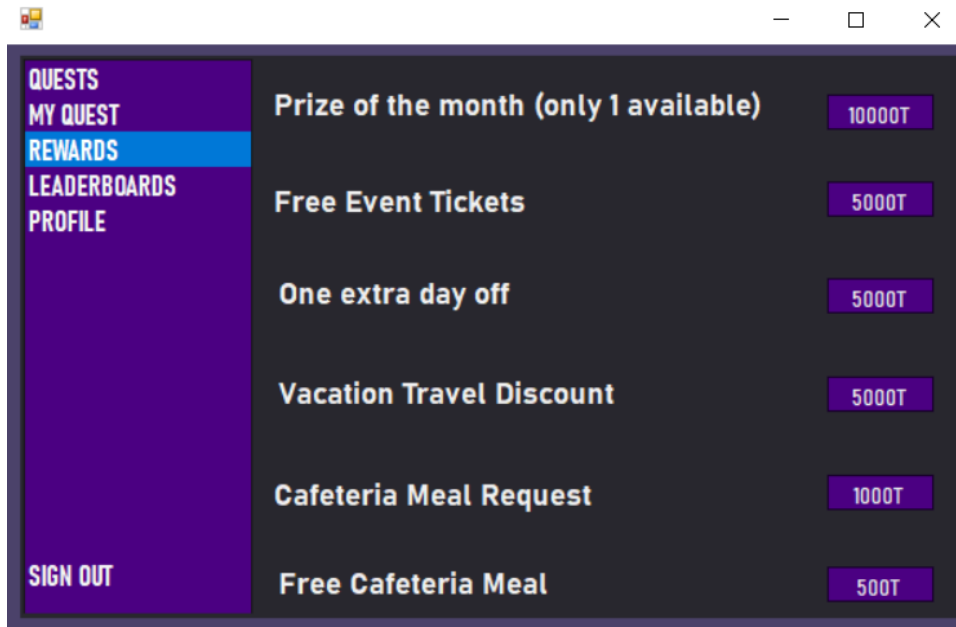 QUESTS
MY QUEST
REWARDS
LEADERBOARDS
PROFILE
SIGN OUT
Prize of the month (only 1 available)
10000T
Free Event Tickets
5000T
One extra day off
5000T
Vacation Travel Discount
5000T
Cafeteria Meal Request
1000T
Free Cafeteria Meal
500T